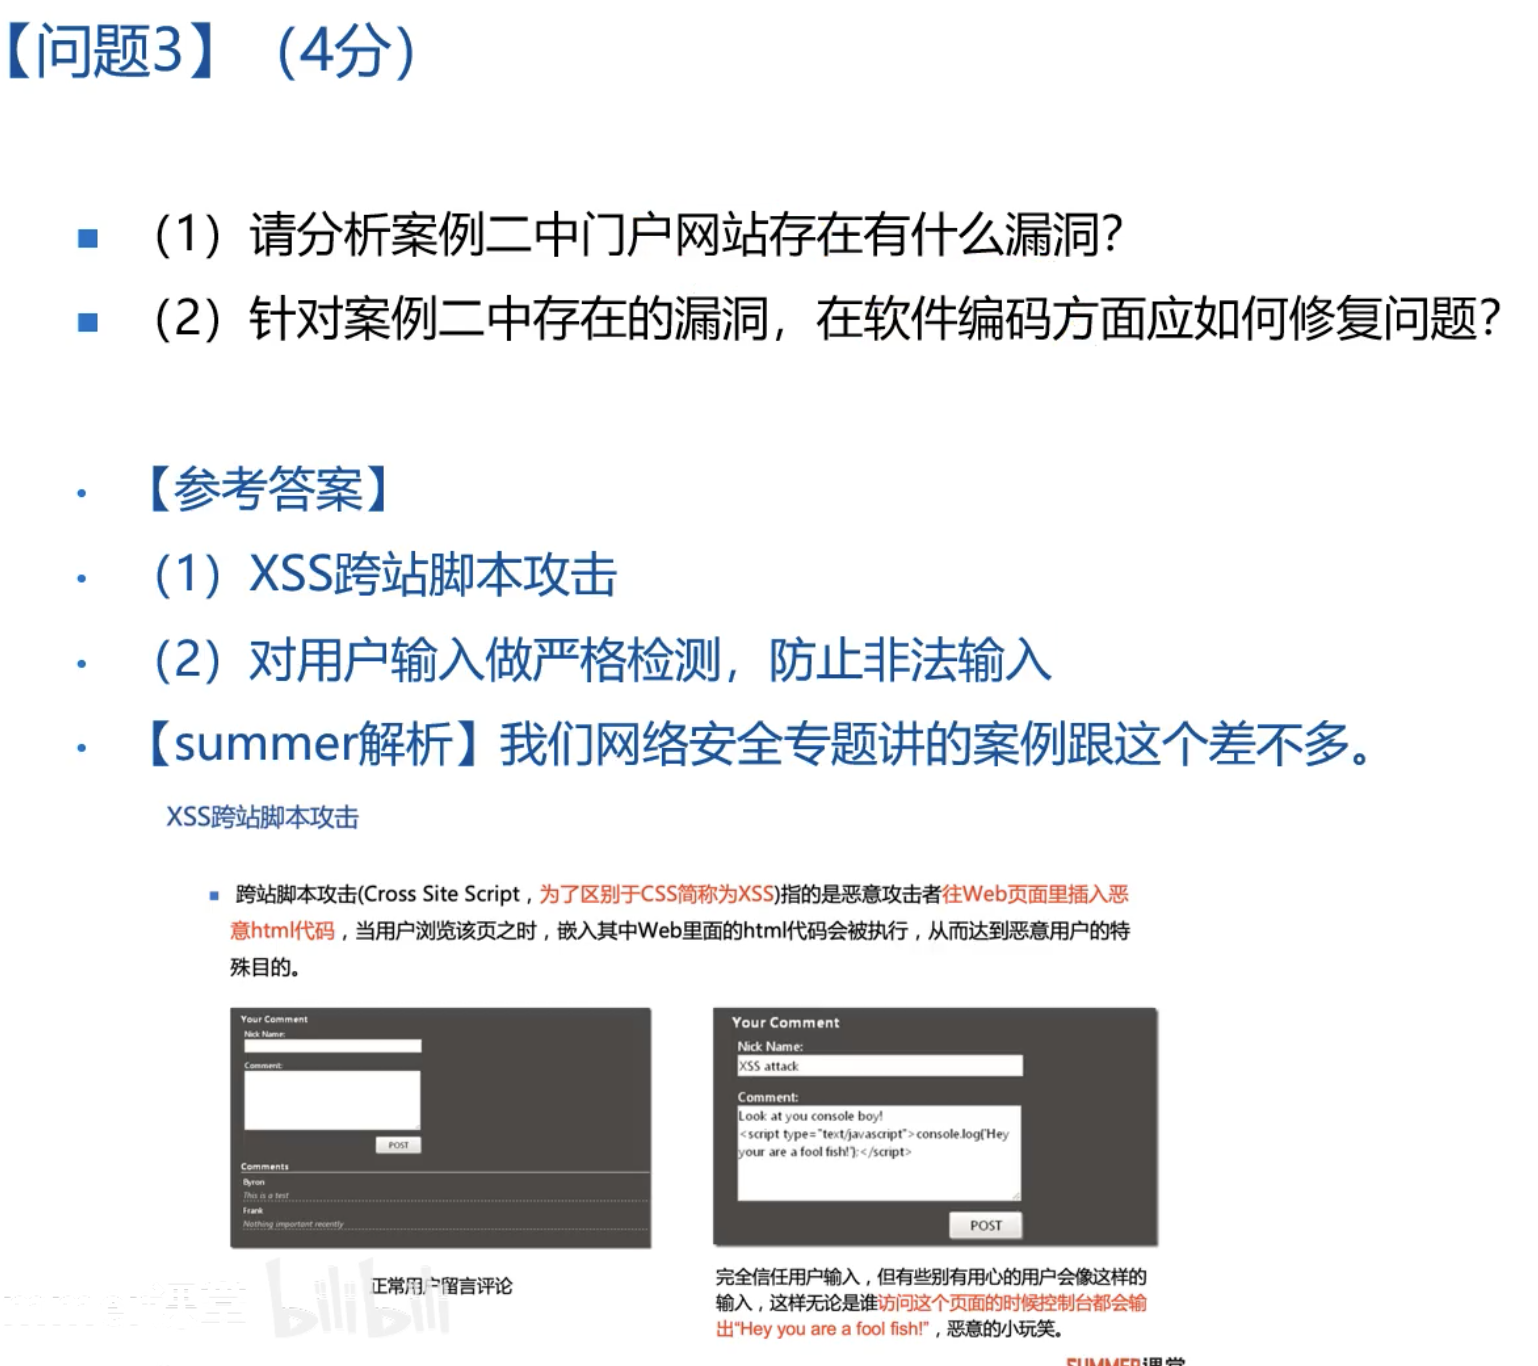 【问题3】（4分）
（1）请分析案例二中门户网站存在有什么漏洞？
（2）针对案例二中存在的漏洞，在软件编码方面应如何修复问题？
【参考答案】
（1）XSS跨站脚本攻击
（2）对用户输入做严格检测，防止非法输入
【summer解析】我们网络安全专题讲的案例跟这个差不多。
XSS跨站脚本攻击
跨站脚本攻击(Cross Site Script，为了区别于CSS简称为XSS)指的是恶意攻击者往Web页面里插入恶
意html代码，当用户浏览该页之时，嵌入其中Web里面的html代码会被执行，从而达到恶意用户的特
殊目的。
Your Comment
Nick Name:
Comment:
POST
Comments
Byron
This is a test
Frank
Nothing important recently
正常用户留言评论
Your Comment
Nick Name:
XSS attack
Comment:
Look at you console boy!
<script type="text/javascript">console.log('Hey
your are a fool fish!');</script>
POST
完全信任用户输入，但有些别有用心的用户会像这样的
输入，这样无论是谁访问这个页面的时候控制台都会输
出“Hey you are a fool fish!”，恶意的小玩笑。
bilibili
SUMMER课堂